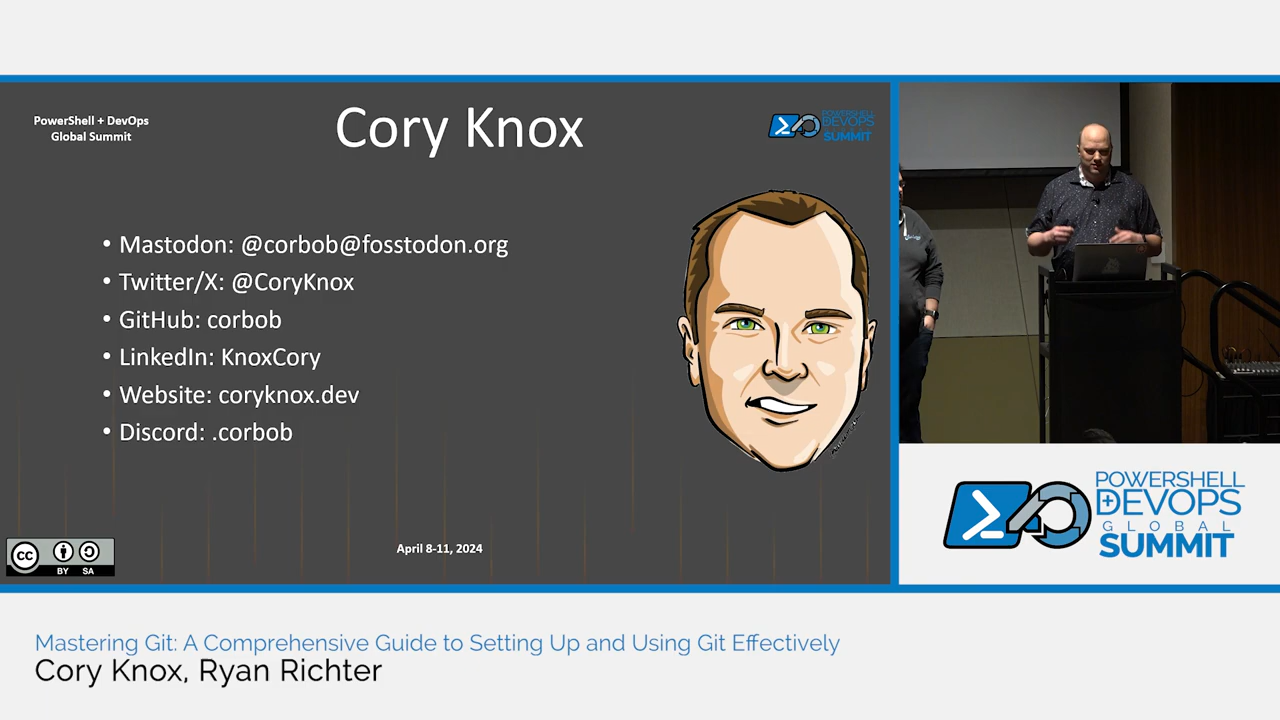 PowerShell + DevOps
Global Summit
Cory Knox
POWERSHELL
+DEVOPS
SUMMIT
• Mastodon: @corbob@fosstodon.org
• Twitter/X: @CoryKnox
• GitHub: corbob
• LinkedIn: KnoxCory
• Website: coryknox.dev
• Discord: .corbob
April 8-11, 2024
cc
BY SA
POWERSHELL
+DEVOPS
GLOBAL
SUMMIT
Mastering Git: A Comprehensive Guide to Setting Up and Using Git Effectively
Cory Knox, Ryan Richter